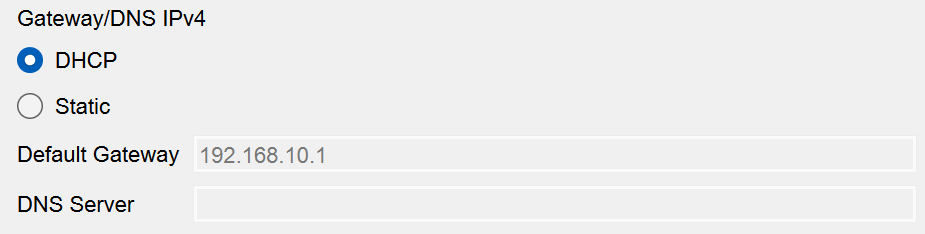 Gateway/DNS IPv4
DHCP
Static
Default Gateway 192.168.10.1
DNS Server